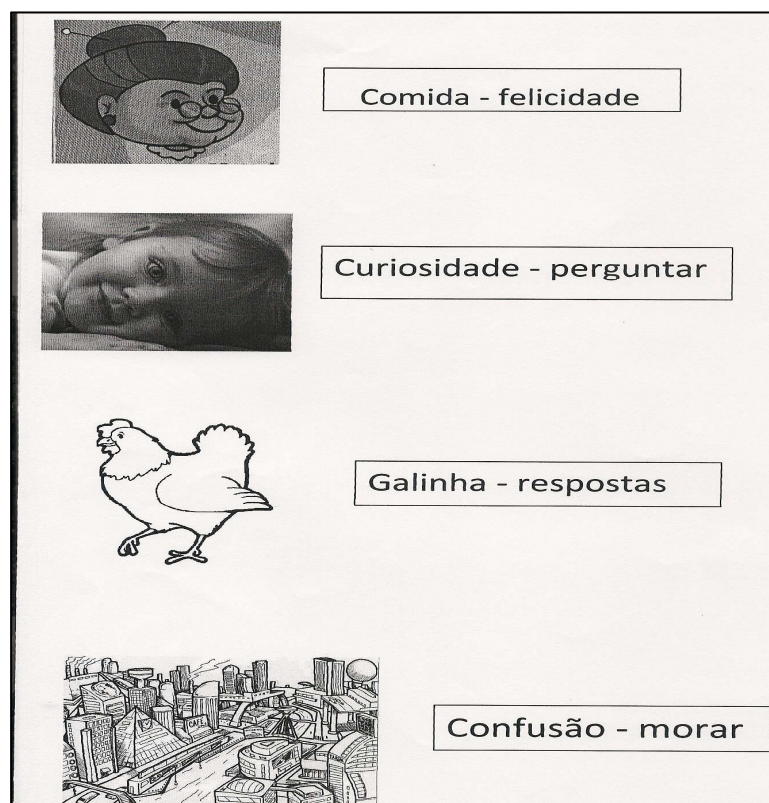 Comida - felicidade
Curiosidade - perguntar
Galinha - respostas
Confusão - morar